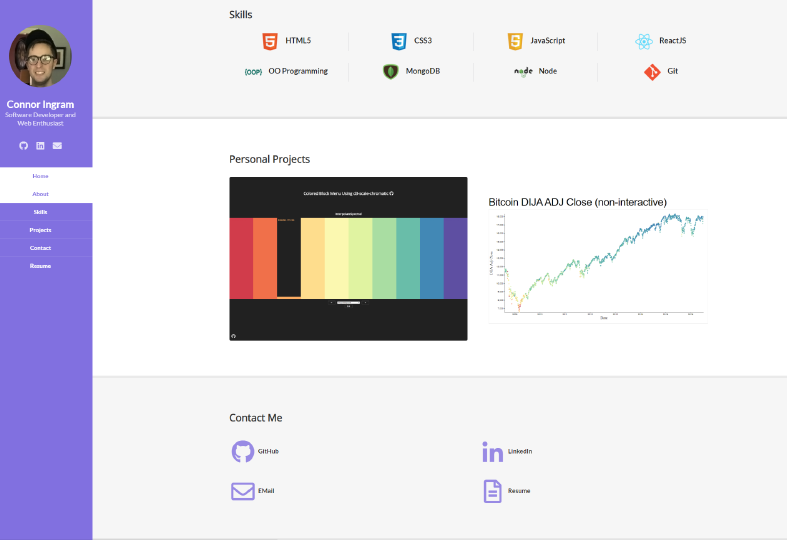 Connor Ingram
Software Developer and
Web Enthusiast.
Home
About
Skills
Projects
Contact
Resume
Skills
HTML5
CSS3
JavaScript
ReactJS
{OOP} OO Programming
MongoDB
node Node
Git
Personal Projects
Colored Block Menu Using d3-scale-chromatic
Bitcoin DIJA ADJ Close (non-interactive)
Date
Contact Me
GitHub
LinkedIn
EMail
Resume